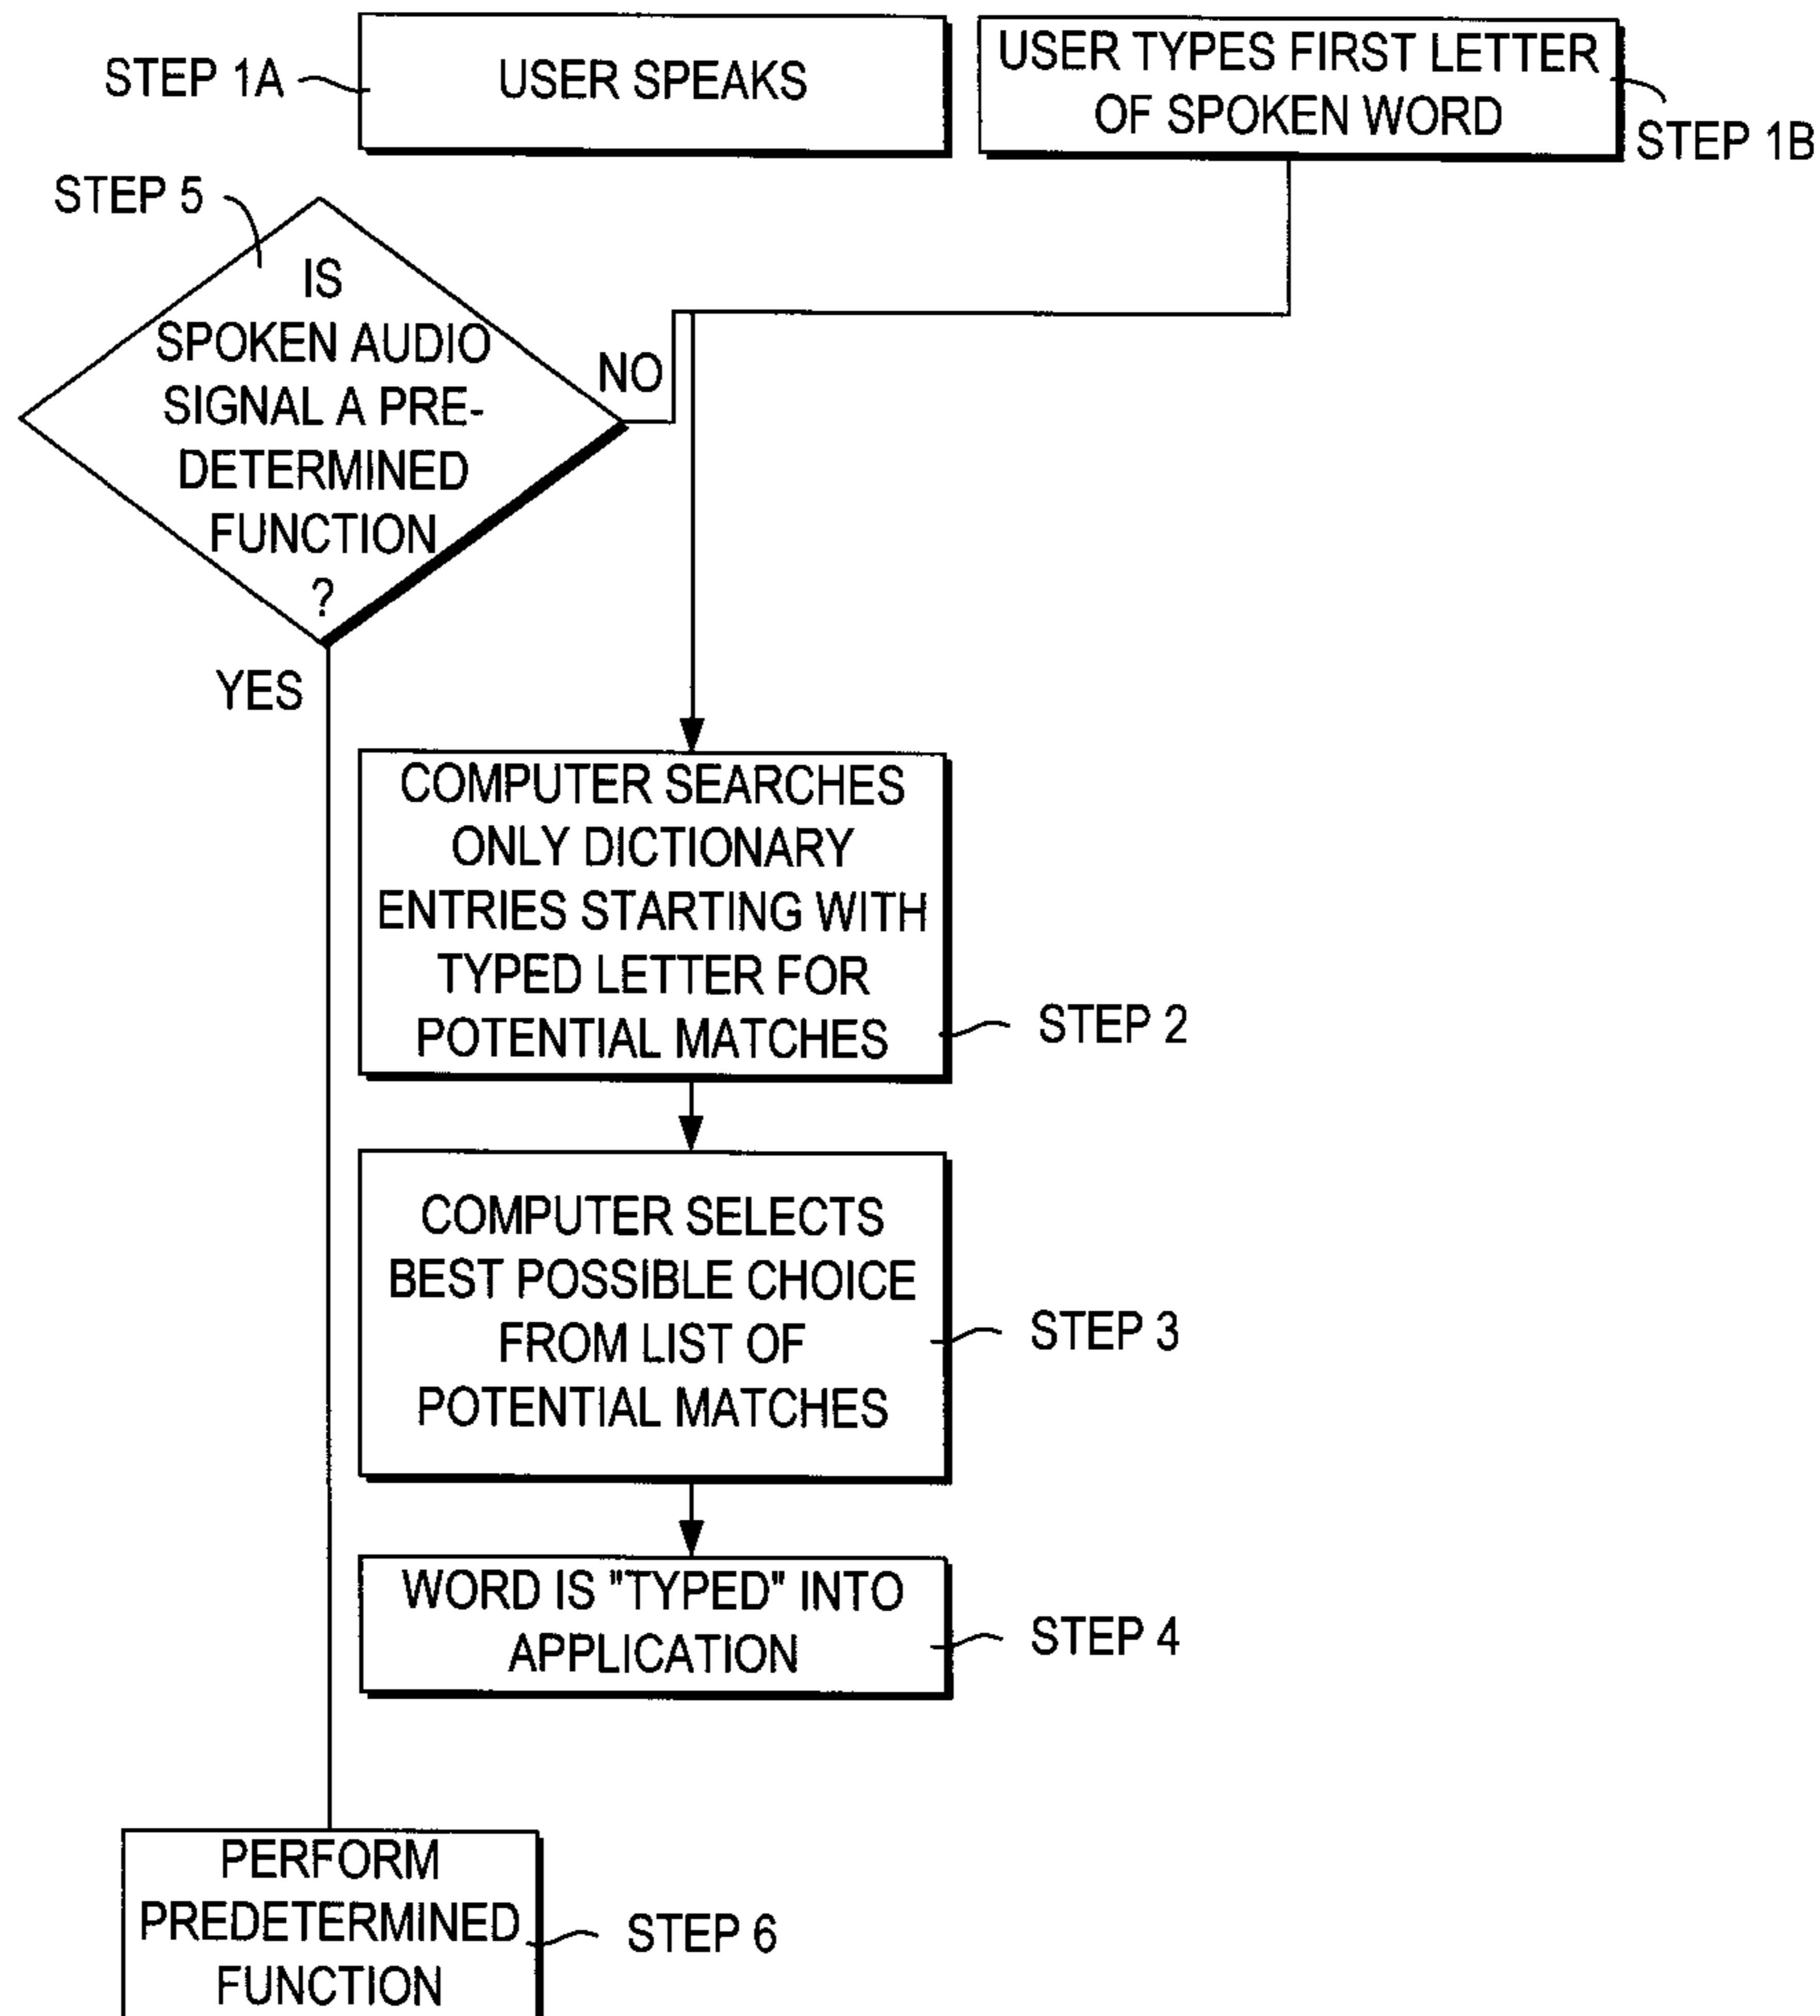 STEP 1A
USER SPEAKS
USER TYPES FIRST LETTER
OF SPOKEN WORD
STEP 1B
STEP 5
IS
SPOKEN AUDIO
SIGNAL A PRE-
DETERMINED
FUNCTION
?
NO
YES
COMPUTER SEARCHES
ONLY DICTIONARY
ENTRIES STARTING WITH
TYPED LETTER FOR
POTENTIAL MATCHES
STEP 2
COMPUTER SELECTS
BEST POSSIBLE CHOICE
FROM LIST OF
POTENTIAL MATCHES
STEP 3
WORD IS "TYPED" INTO
APPLICATION
STEP 4
PERFORM
PREDETERMINED
FUNCTION
STEP 6